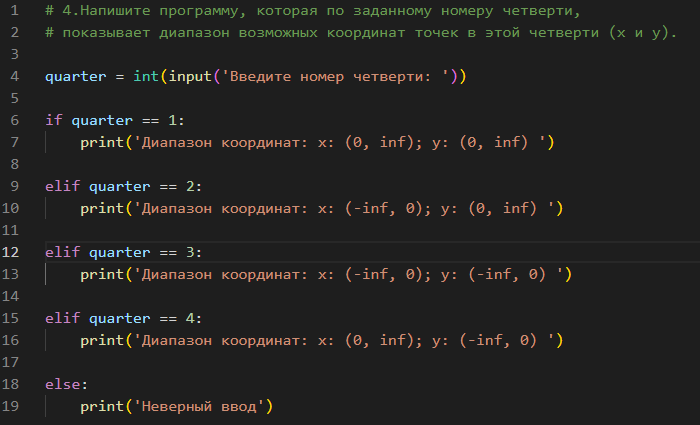 1 # 4.Напишите программу, которая по заданному номеру четверти,
2 # показывает диапазон возможных координат точек в этой четверти (x и y).
3
4 quarter = int(input('Введите номер четверти: '))
5
6 if quarter == 1:
7     print('Диапазон координат: x: (0, inf); y: (0, inf) ')
8
9 elif quarter == 2:
10     print('Диапазон координат: x: (-inf, 0); y: (0, inf) ')
11
12 elif quarter == 3:
13     print('Диапазон координат: x: (-inf, 0); y: (-inf, 0) ')
14
15 elif quarter == 4:
16     print('Диапазон координат: x: (0, inf); y: (-inf, 0) ')
17
18 else:
19     print('Неверный ввод')